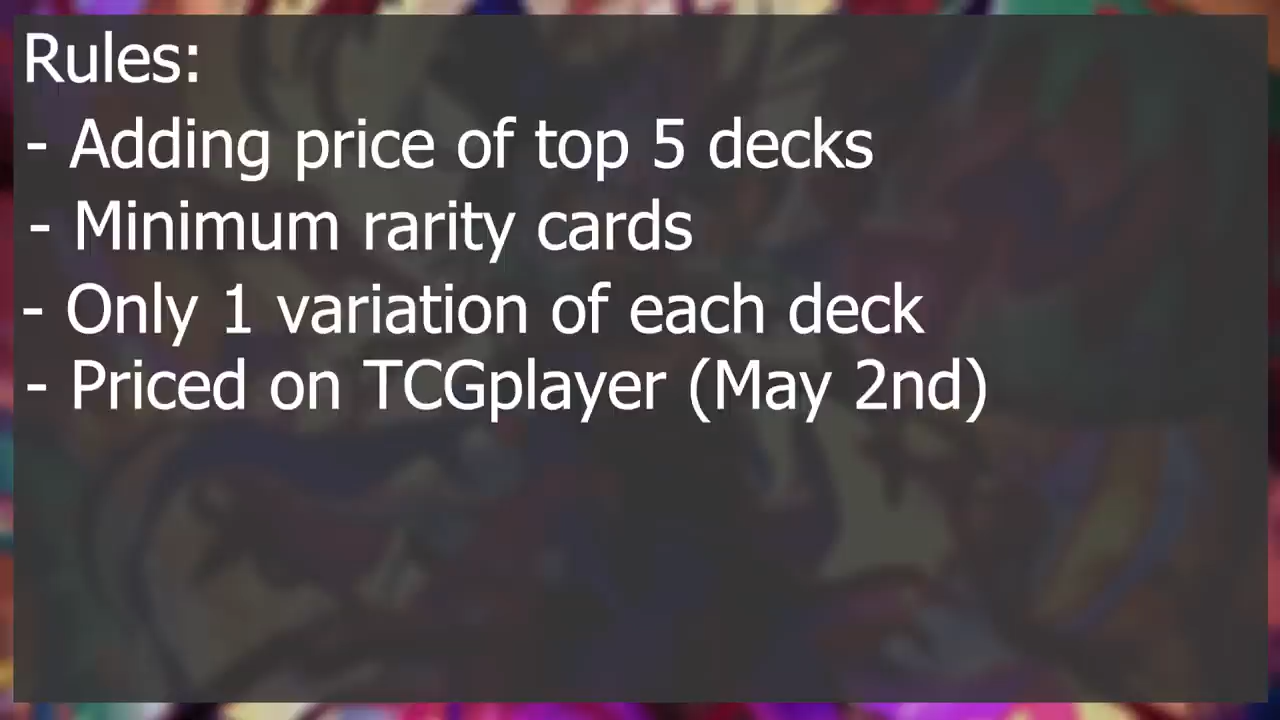 Rules:
- Adding price of top 5 decks
- Minimum rarity cards
- Only 1 variation of each deck
- Priced on TCGplayer (May 2nd)